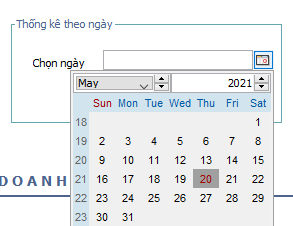 Thống kê theo ngày
Chọn ngày
May 2021
Sun Mon Tue Wed Thu Fri Sat
18 1
19 2 3 4 5 6 7 8
20 9 10 11 12 13 14 15
21 16 17 18 19 20 21 22
22 23 24 25 26 27 28 29
23 30 31
DOANH